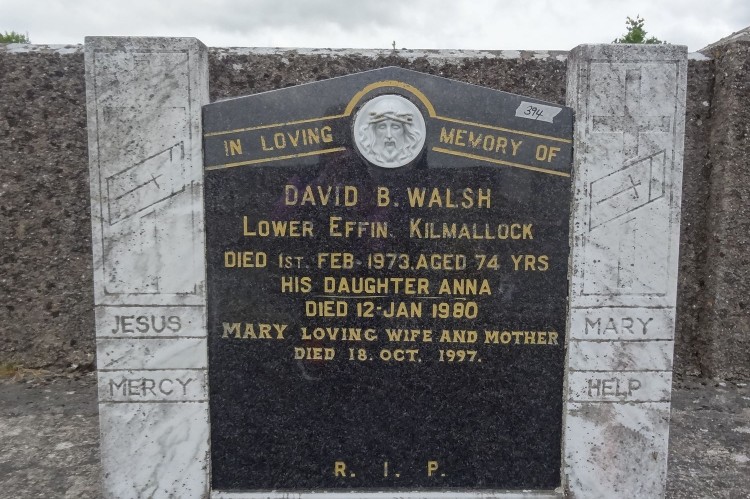 394
IN LOVING MEMORY OF
DAVID B. WALSH
LOWER EFFIN. KILMALLOCK
DIED 1ST. FEB-1973. AGED 74 YRS
HIS DAUGHTER ANNA
DIED 12-JAN 1980
MARY LOVING WIFE AND MOTHER
DIED 18. OCT. 1997.
R. I. P.
JESUS
MERCY
MARY
HELP